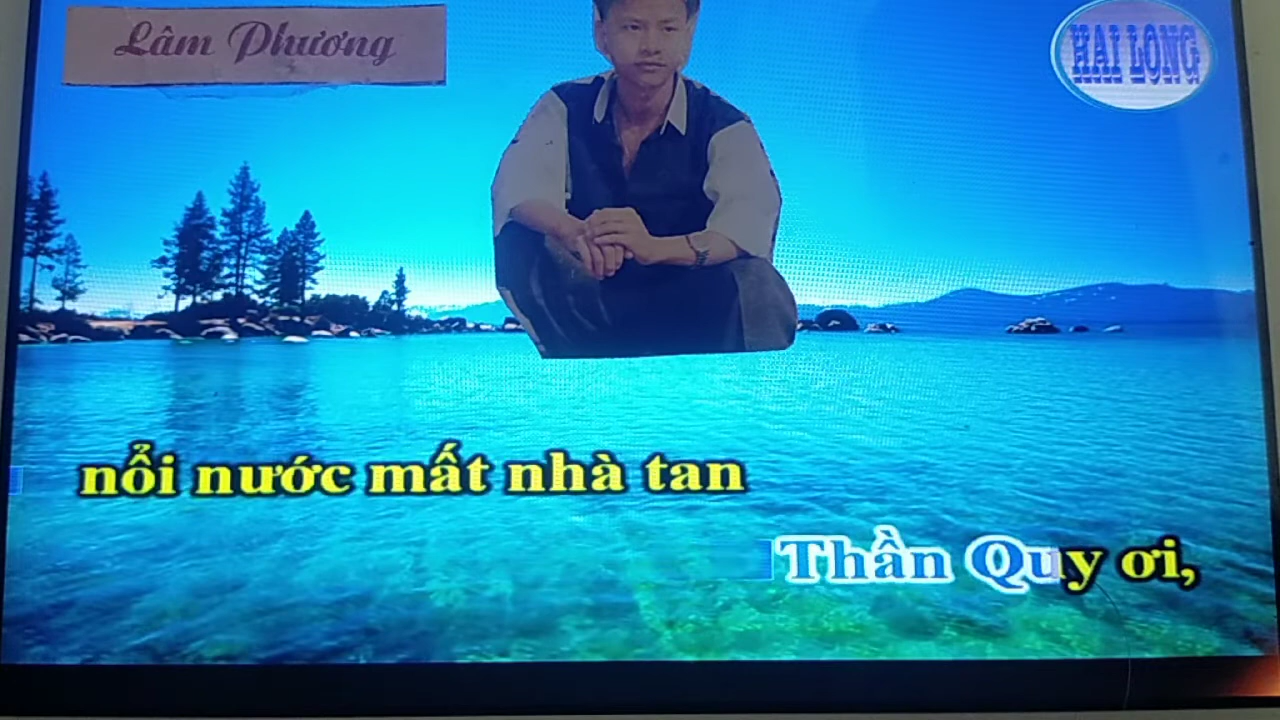 Lâm Phương
HAI LONG
nổi nước mất nhà tan
Thần Quy ơi,